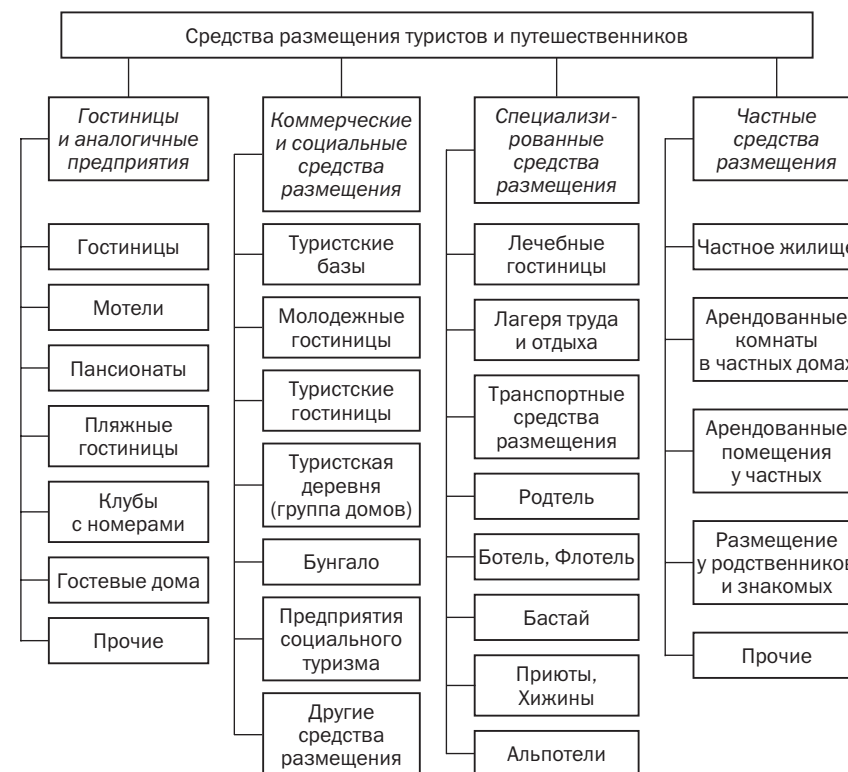 Средства размещения туристов и путешественников
Гостиницы
и аналогичные
предприятия
Гостиницы
Мотели
Пансионаты
Пляжные
гостиницы
Клубы
с номерами
Гостевые дома
Прочие
Коммерческие
и социальные
средства
размещения
Туристские
базы
Молодежные
гостиницы
Туристские
гостиницы
Туристская
деревня
(группа домов)
Бунгало
Предприятия
социального
туризма
Другие
средства
размещения
Специализи-
рованные
средства
размещения
Лечебные
гостиницы
Лагеря труда
и отдыха
Транспортные
средства
размещения
Родтель
Ботель, Флотель
Бастай
Приюты,
Хижины
Альпотели
Частные
средства
размещения
Частное жилище
Арендованные
комнаты
в частных домах
Арендованные
помещения
у частных
Размещение
у родственников
и знакомых
Прочие